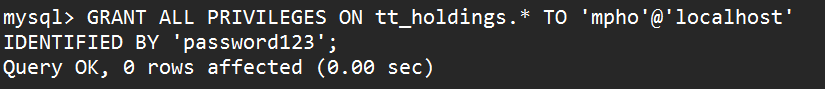 mysql> GRANT ALL PRIVILEGES ON tt_holdings.* TO 'mpho'@'localhost'
IDENTIFIED BY 'password123';
Query OK, 0 rows affected (0.00 sec)